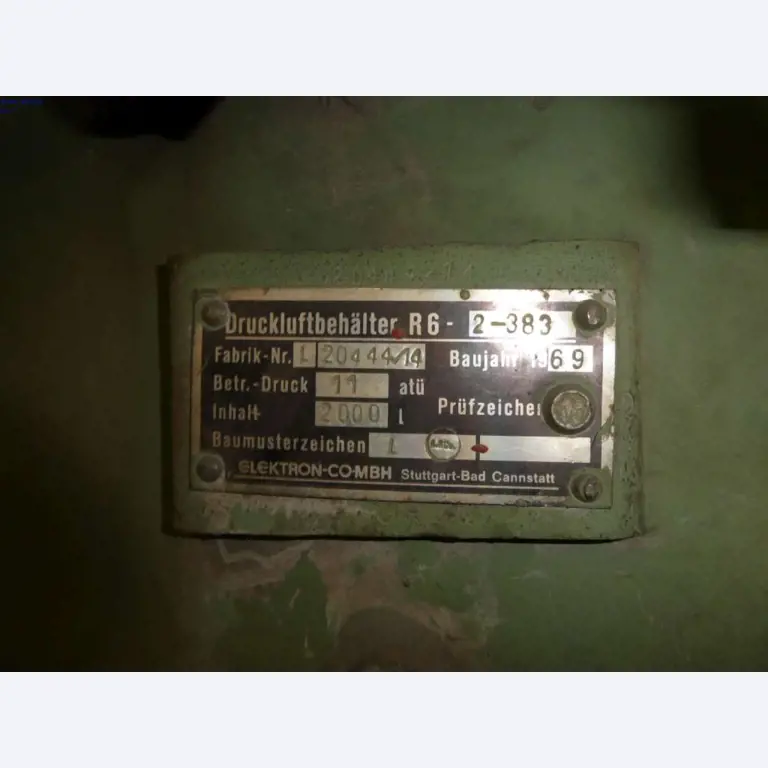 Druckluftbehälter R6- 2-383
Fabrik-Nr. L 20444/14 Baujahr 1969
Betr.-Druck 11 atü
Inhalt 2000 l Prüfzeichen
Baumusterzeichen L
ELEKTRON-CO·MBH Stuttgart-Bad Cannstatt